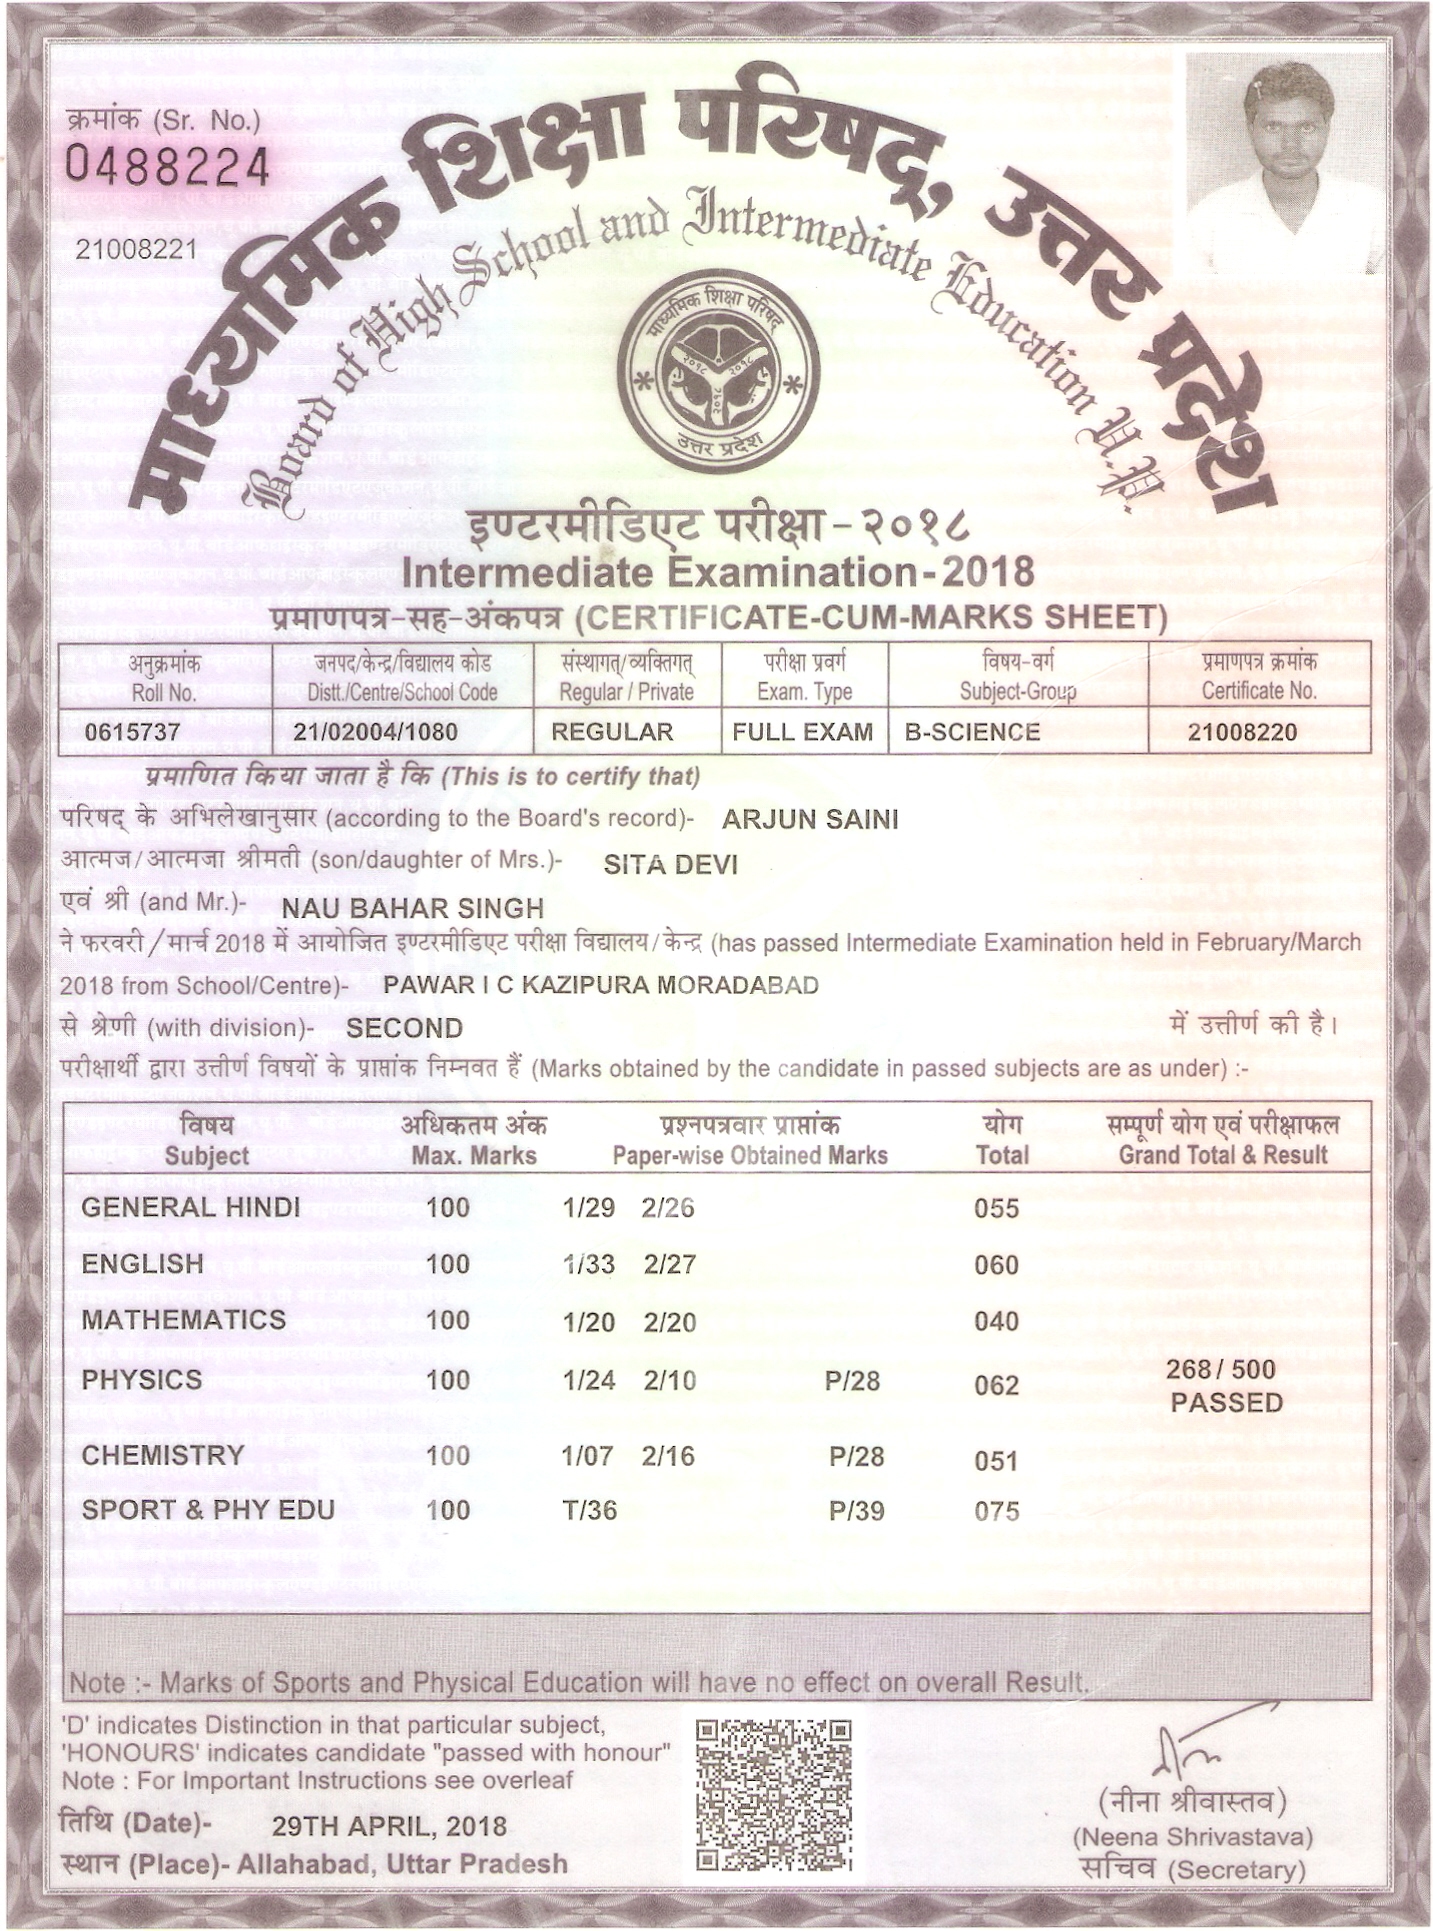 क्रमांक (Sr. No.)
0488224
21008221
माध्यमिक शिक्षा परिषद्, उत्तर प्रदेश
Board of High School and Intermediate Education U.P.
माध्यमिक शिक्षा परिषद
२०१८ २०१८
२०१८
उत्तर प्रदेश
इण्टरमीडिएट परीक्षा - २०१८
Intermediate Examination - 2018
प्रमाणपत्र-सह-अंकपत्र (CERTIFICATE-CUM-MARKS SHEET)
अनुक्रमांक जनपद/केन्द्र/विद्यालय कोड संस्थागत्/व्यक्तिगत् परीक्षा प्रवर्ग विषय-वर्ग प्रमाणपत्र क्रमांक
Roll No. Distt./Centre/School Code Regular / Private Exam. Type Subject-Group Certificate No.
0615737 21/02004/1080 REGULAR FULL EXAM B-SCIENCE 21008220
प्रमाणित किया जाता है कि (This is to certify that)
परिषद् के अभिलेखानुसार (according to the Board's record)- ARJUN SAINI
आत्मज/आत्मजा श्रीमती (son/daughter of Mrs.)- SITA DEVI
एवं श्री (and Mr.)- NAU BAHAR SINGH
ने फरवरी/मार्च 2018 में आयोजित इण्टरमीडिएट परीक्षा विद्यालय/केन्द्र (has passed Intermediate Examination held in February/March
2018 from School/Centre)- PAWAR I C KAZIPURA MORADABAD
से श्रेणी (with division)- SECOND में उत्तीर्ण की है।
परीक्षार्थी द्वारा उत्तीर्ण विषयों के प्राप्तांक निम्नवत हैं (Marks obtained by the candidate in passed subjects are as under) :-
विषय अधिकतम अंक प्रश्नपत्रवार प्राप्तांक योग सम्पूर्ण योग एवं परीक्षाफल
Subject Max. Marks Paper-wise Obtained Marks Total Grand Total & Result
GENERAL HINDI 100 1/29 2/26 055
ENGLISH 100 1/33 2/27 060
MATHEMATICS 100 1/20 2/20 040
PHYSICS 100 1/24 2/10 P/28 062 268/ 500
PASSED
CHEMISTRY 100 1/07 2/16 P/28 051
SPORT & PHY EDU 100 T/36 P/39 075
Note :- Marks of Sports and Physical Education will have no effect on overall Result.
'D' indicates Distinction in that particular subject,
'HONOURS' indicates candidate "passed with honour"
Note : For Important Instructions see overleaf
तिथि (Date)- 29TH APRIL, 2018
स्थान (Place)- Allahabad, Uttar Pradesh
(नीना श्रीवास्तव)
(Neena Shrivastava)
सचिव (Secretary)